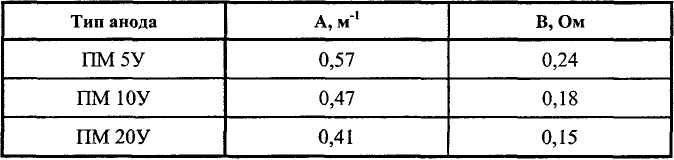 Тип анода A, м⁻¹ B, Ом
ПМ 5У 0,57 0,24
ПМ 10У 0,47 0,18
ПМ 20У 0,41 0,15